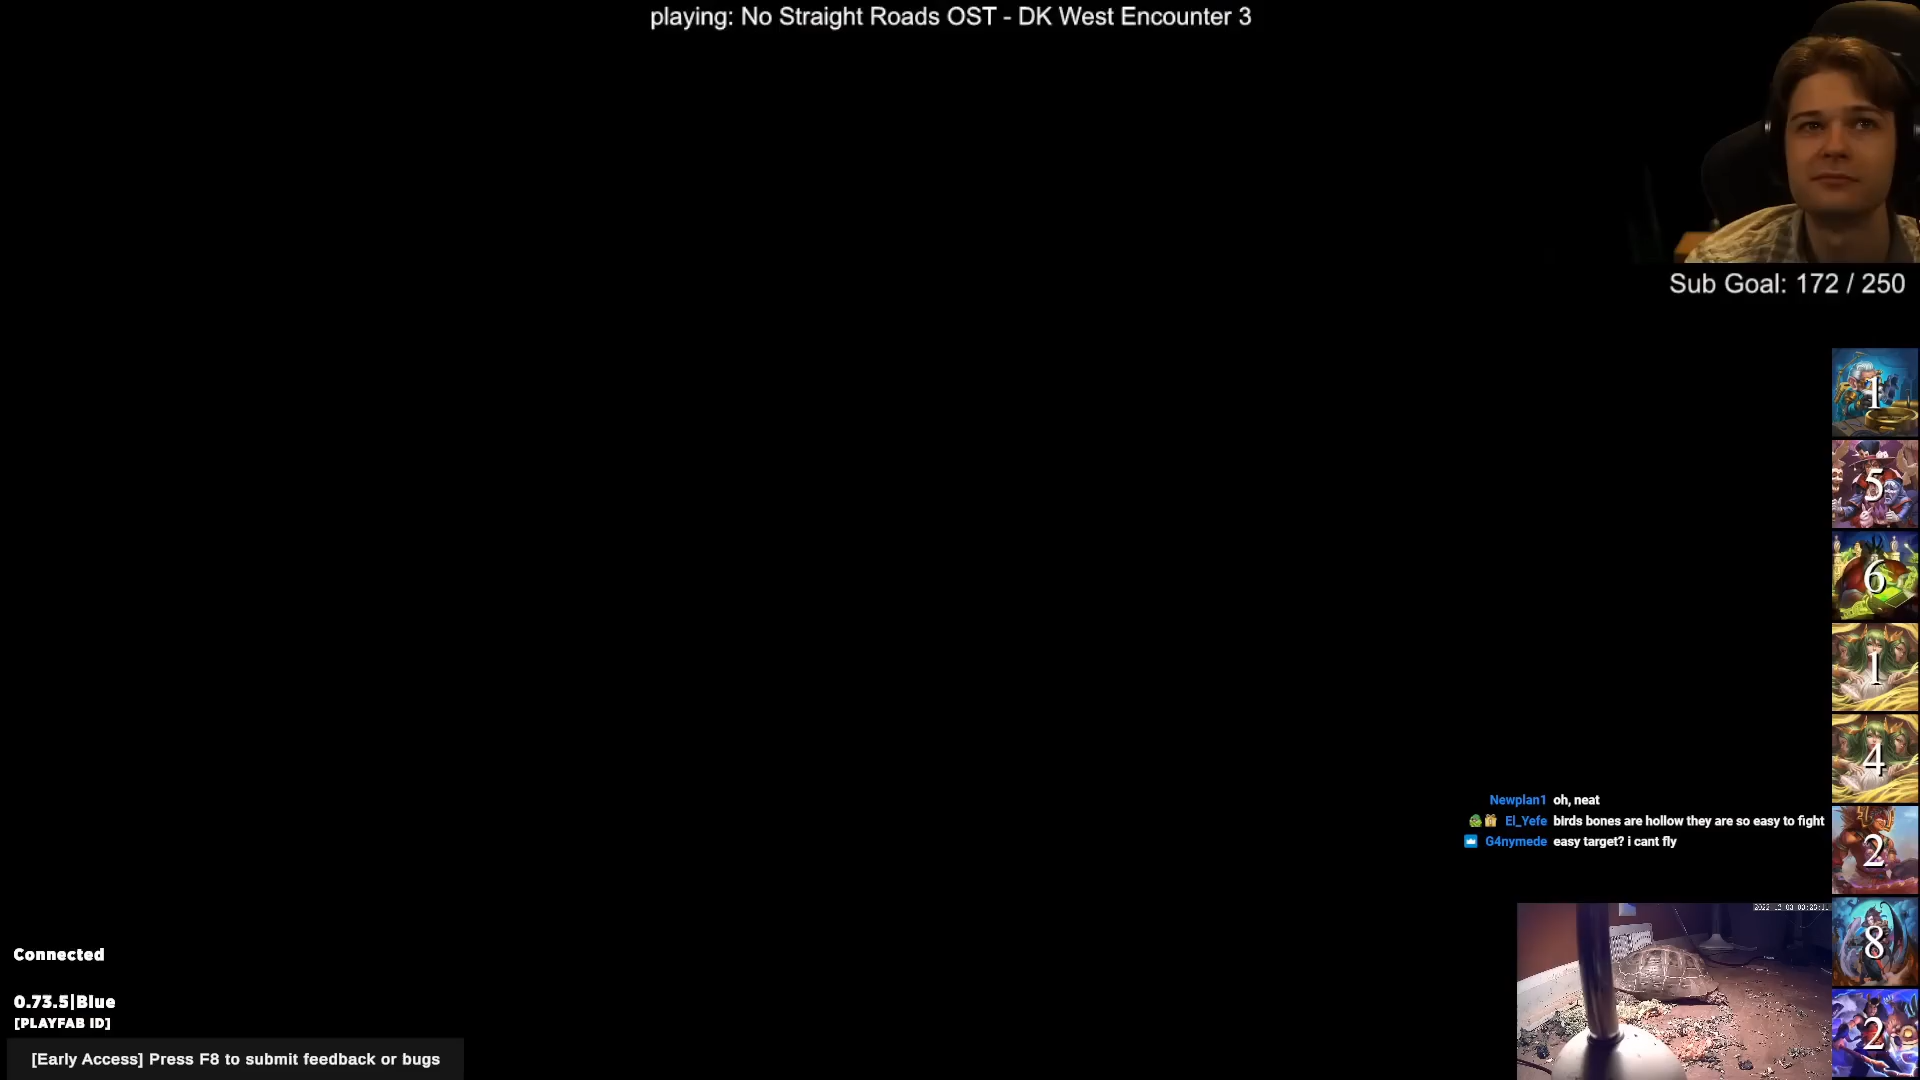 playing: No Straight Roads OST - DK West Encounter 3
Sub Goal: 172 / 250
1
5
6
1
4
Newplan1 oh, neat
El_Yefe birds bones are hollow they are so easy to fight
G4nymede easy target? i cant fly
2
8
2
Connected
0.73.5|Blue
[PLAYFAB ID]
[Early Access] Press F8 to submit feedback or bugs